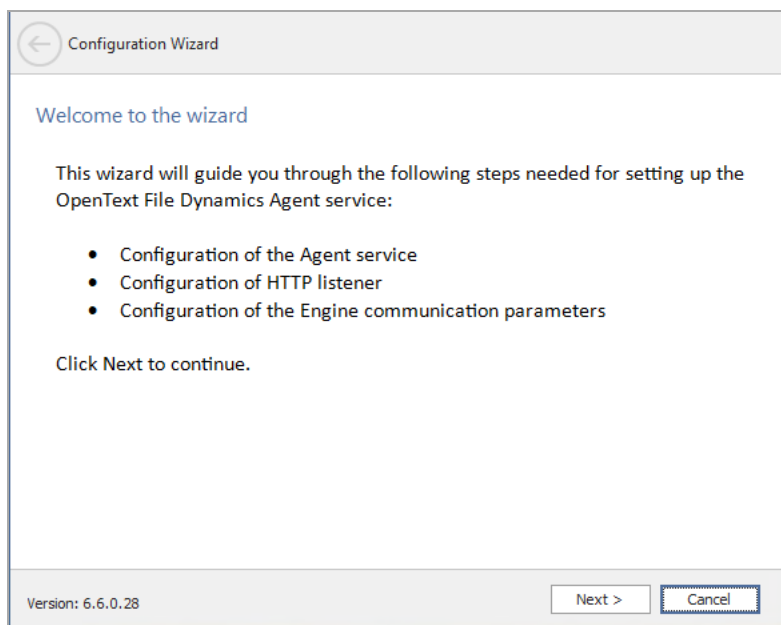 Configuration Wizard
Welcome to the wizard
This wizard will guide you through the following steps needed for setting up the
OpenText File Dynamics Agent service:
• Configuration of the Agent service
• Configuration of HTTP listener
• Configuration of the Engine communication parameters
Click Next to continue.
Version: 6.6.0.28
Next >
Cancel